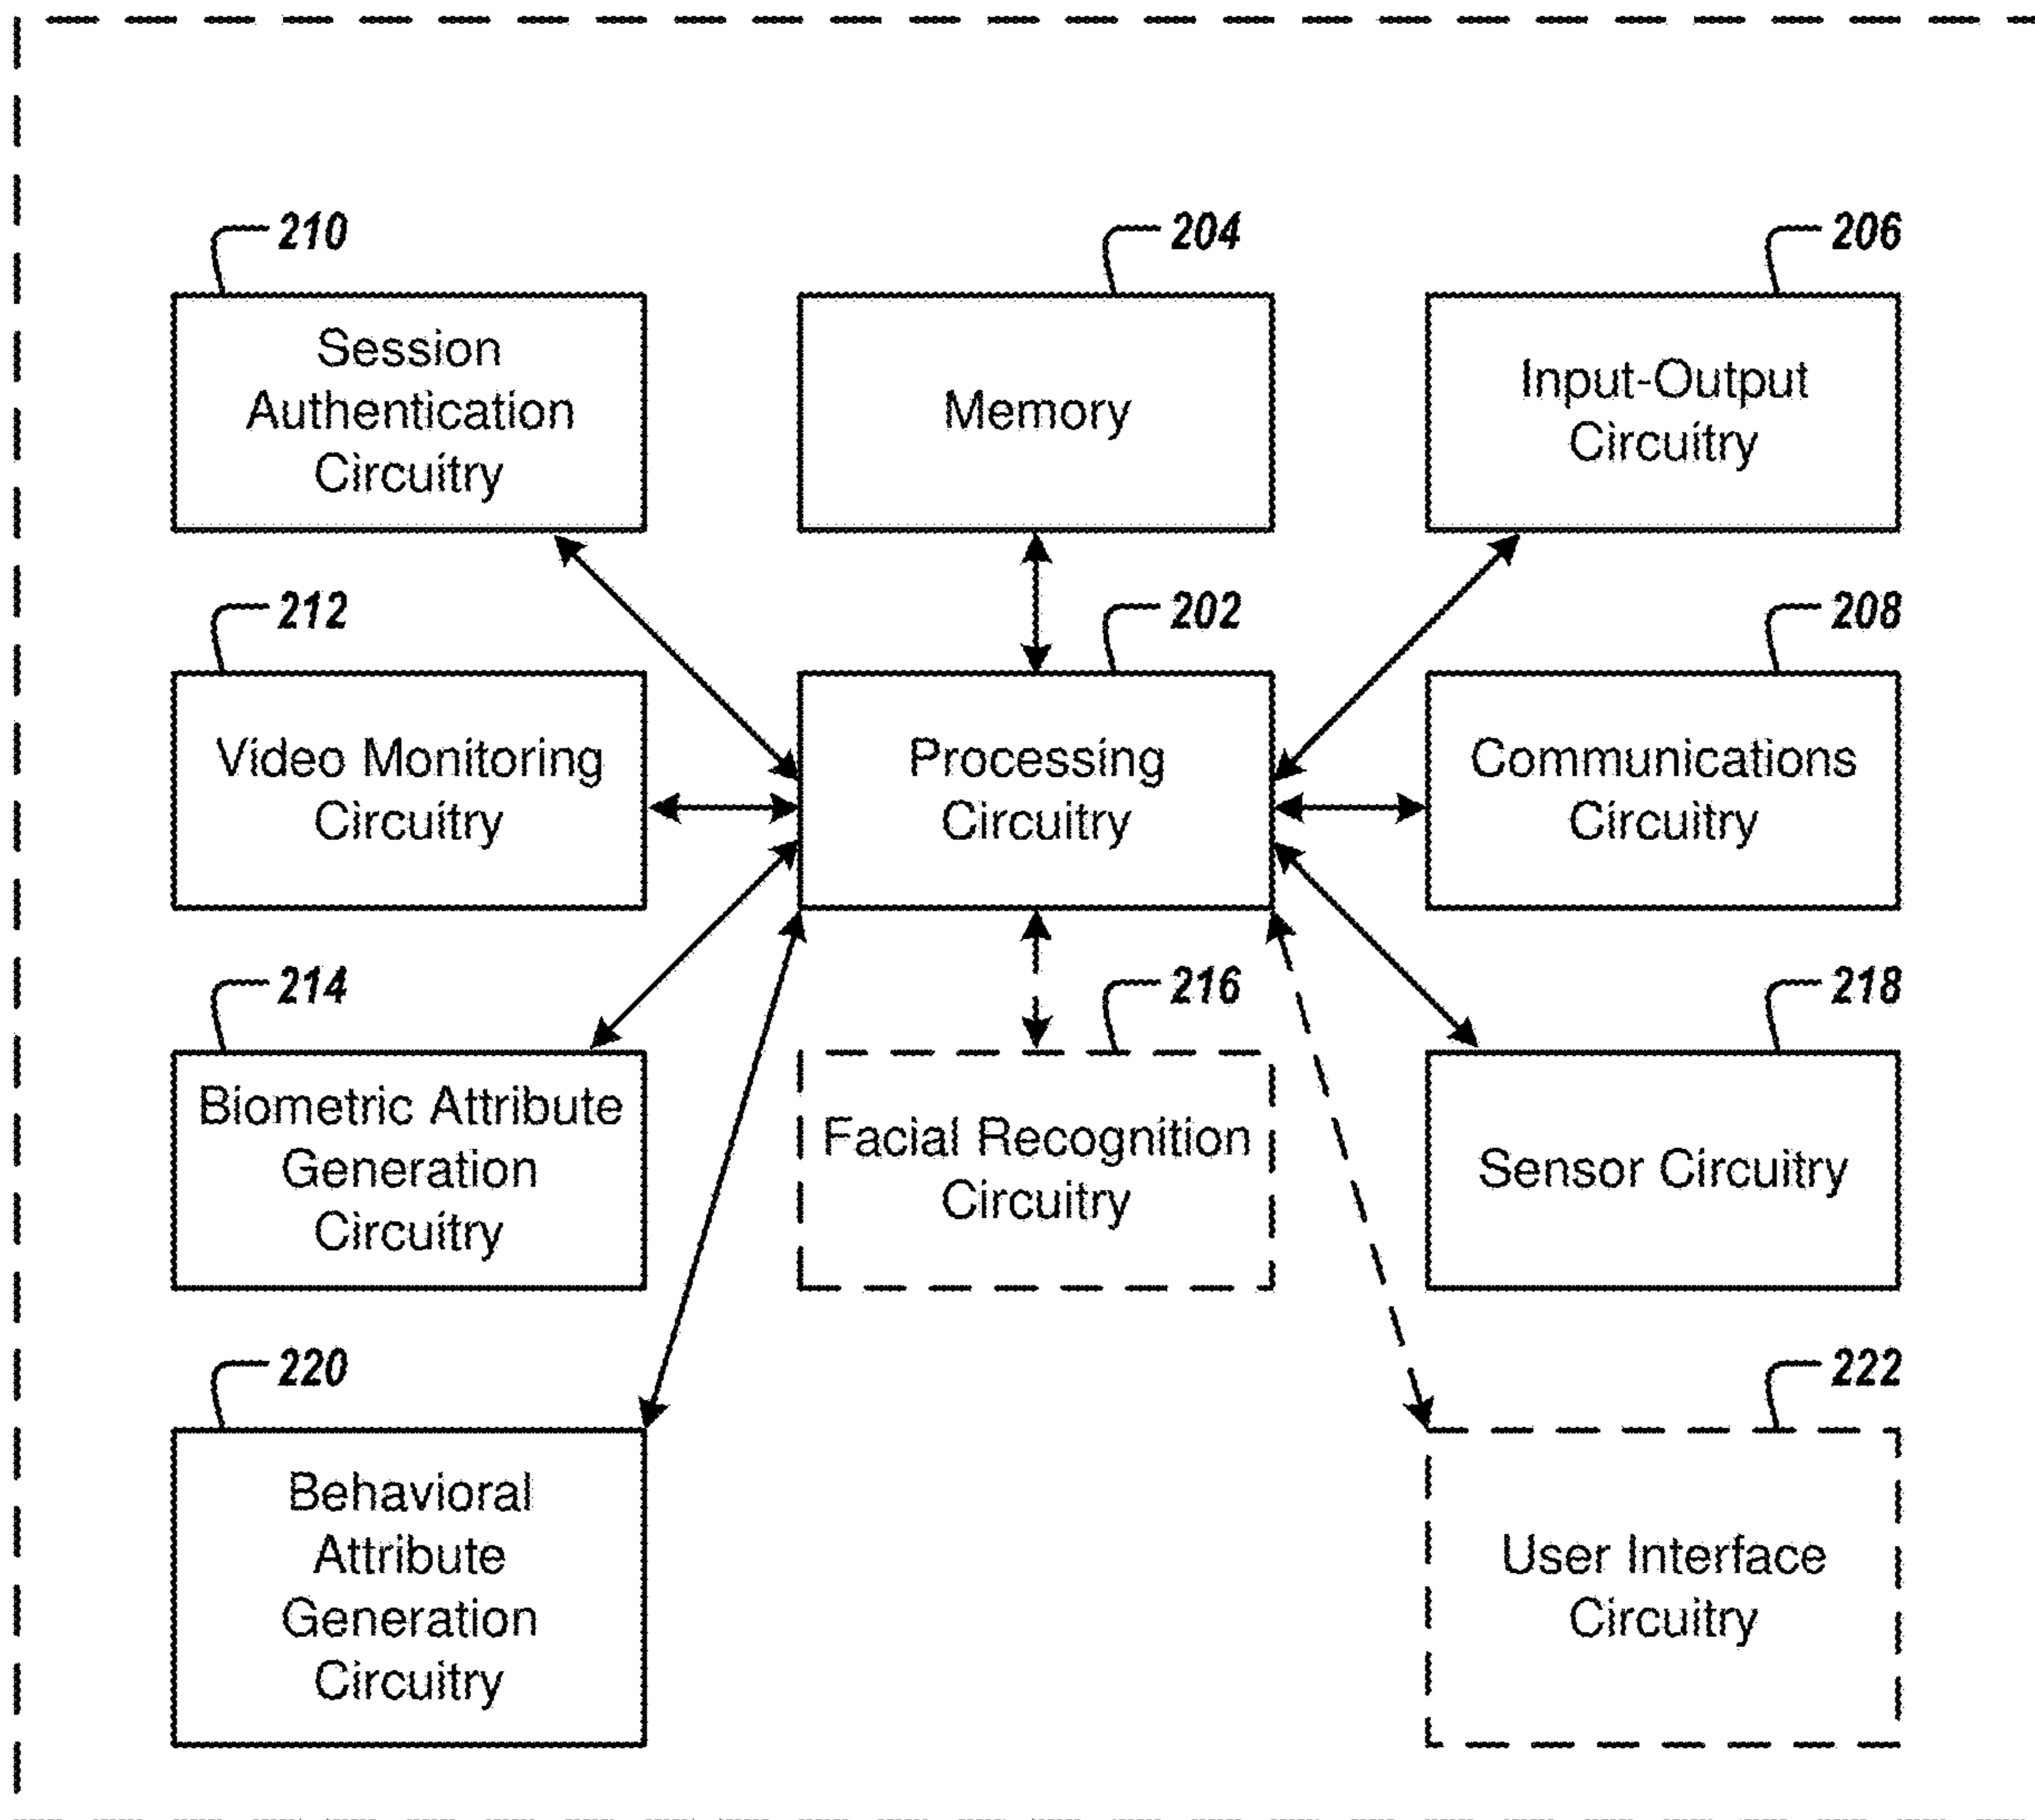 210
204
206
Session
Authentication
Circuitry
Memory
Input-Output
Circuitry
212
202
208
Video Monitoring
Circuitry
Processing
Circuitry
Communications
Circuitry
214
216
218
Biometric Attribute
Generation
Circuitry
Facial Recognition
Circuitry
Sensor Circuitry
220
222
Behavioral
Attribute
Generation
Circuitry
User Interface
Circuitry